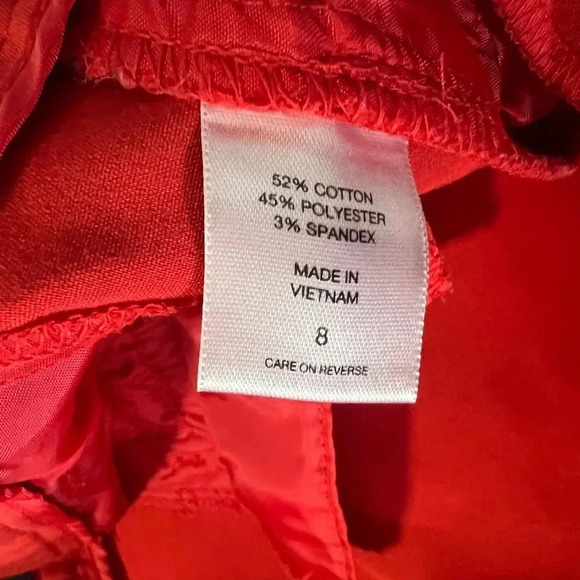 52% COTTON
45% POLYESTER
3% SPANDEX
MADE IN
VIETNAM
8
CARE ON REVERSE